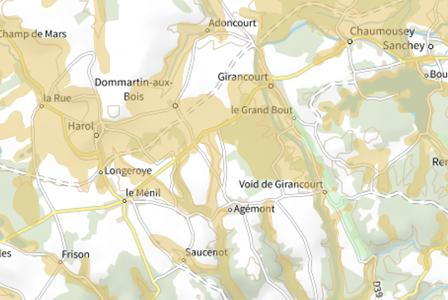 Adoncourt
Champ de Mars
Chaumousey
Sanchey
Girancourt
Dommartin-aux-
Bois
la Rue
le Grand Bout
Harol
Longeroye
Void de Girancourt
le Ménil
Agémont
Saucenot
Frison
D39